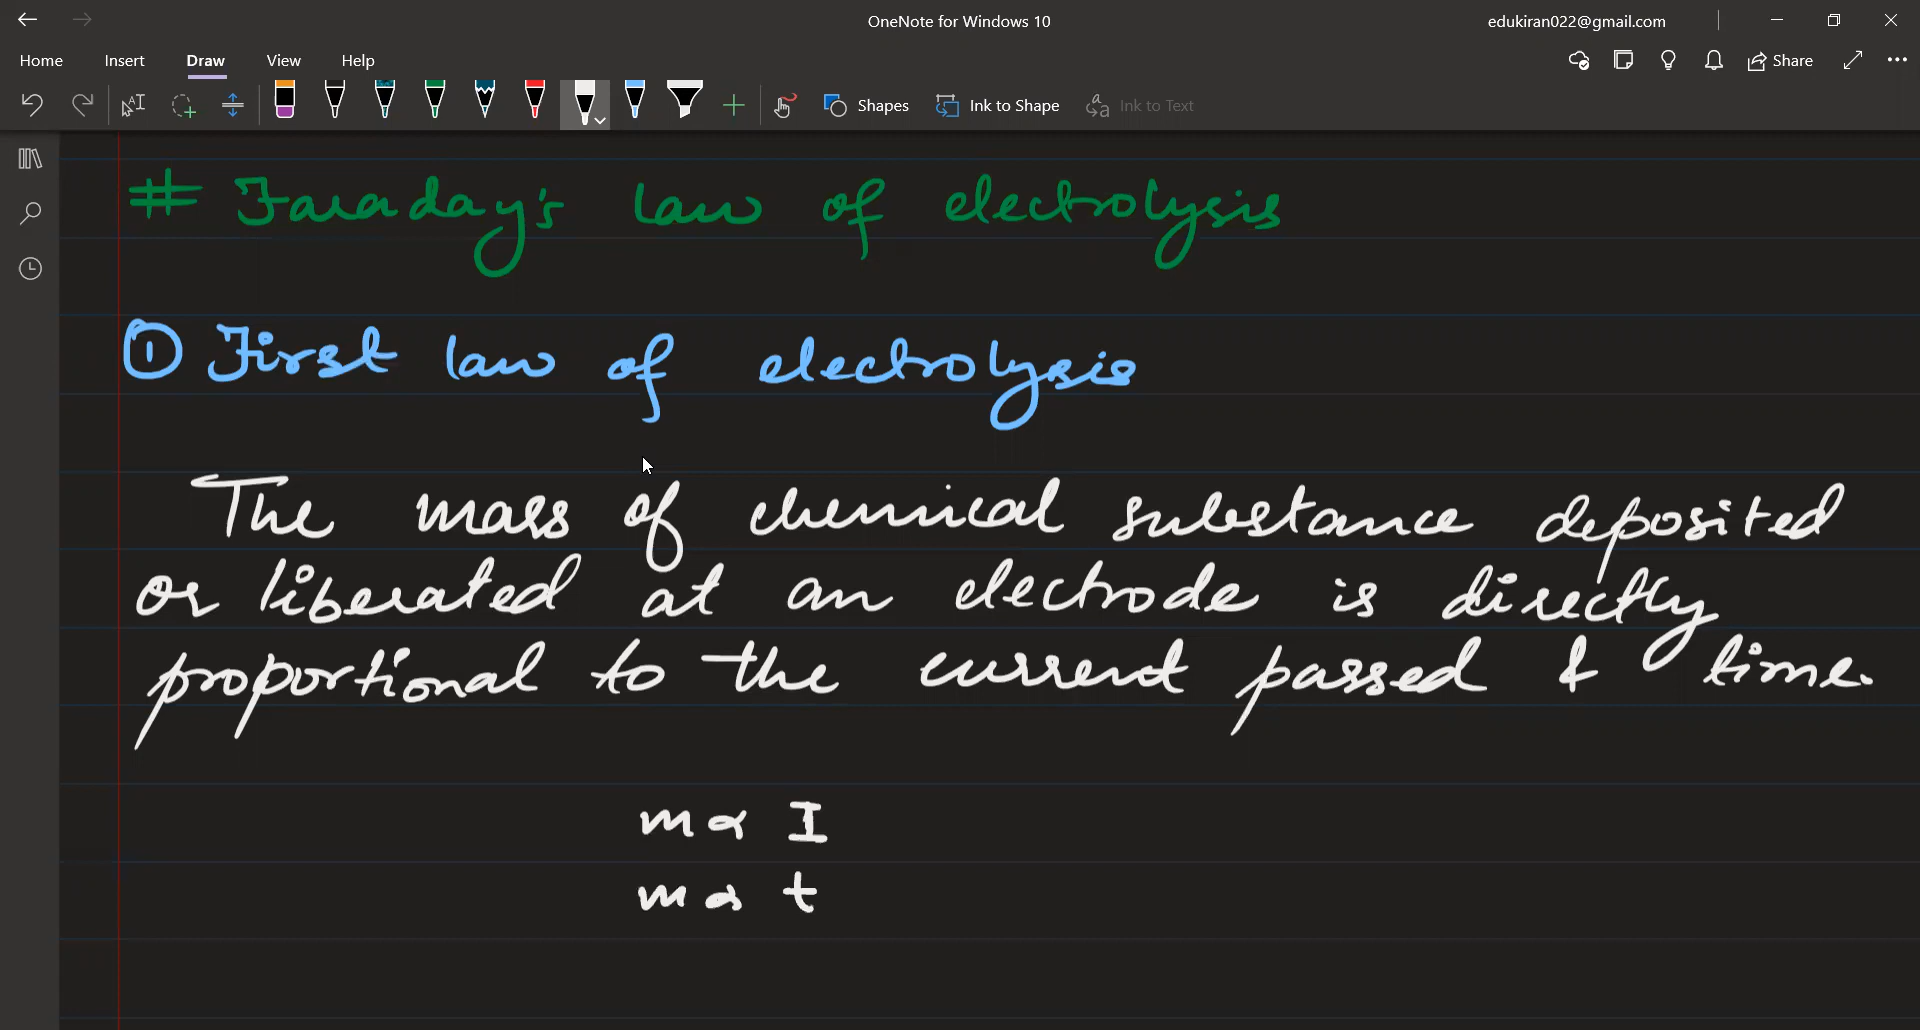 OneNote for Windows 10
edukiran022@gmail.com
Home Insert Draw View Help
Share
Shapes Ink to Shape Ink to Text
# Faraday's law of electrolysis
① First law of electrolysis
The mass of chemical substance deposited
or liberated at an electrode is directly
proportional to the current passed & time.
m ∝ I
m ∝ t